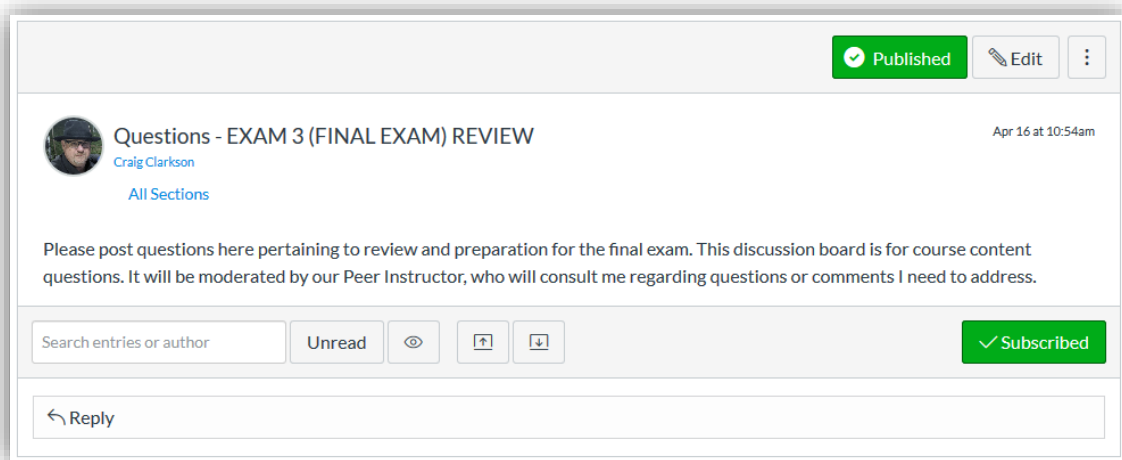 Published
Edit
Questions - EXAM 3 (FINAL EXAM) REVIEW
Apr 16 at 10:54am
Craig Clarkson
All Sections
Please post questions here pertaining to review and preparation for the final exam. This discussion board is for course content
questions. It will be moderated by our Peer Instructor, who will consult me regarding questions or comments I need to address.
Search entries or author
Unread
Subscribed
Reply